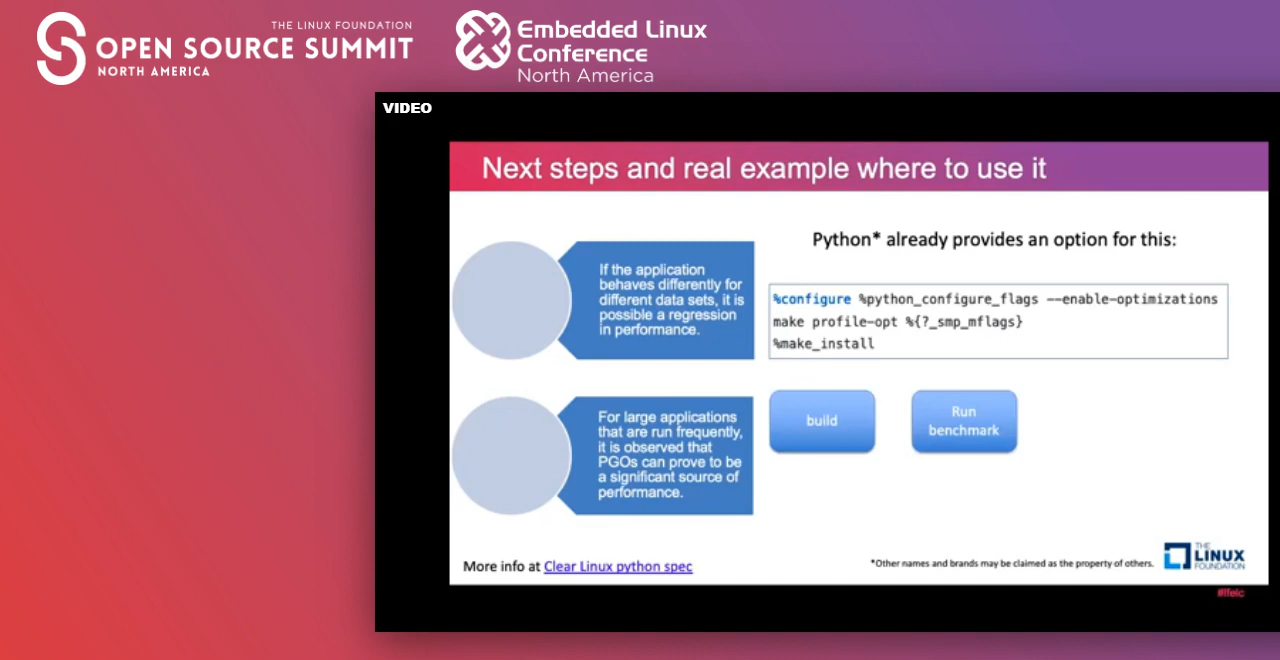 THE LINUX FOUNDATION
OPEN SOURCE SUMMIT
NORTH AMERICA
Embedded Linux
Conference
North America
VIDEO
Next steps and real example where to use it
If the application
behaves differently for
different data sets, it is
possible a regression
in performance.
For large applications
that are run frequently,
it is observed that
PGOs can prove to be
a significant source of
performance.
Python* already provides an option for this:
%configure %python_configure_flags --enable-optimizations
make profile-opt %{?_smp_mflags}
%make_install
build
Run
benchmark
More info at Clear Linux python spec
*Other names and brands may be claimed as the property of others.
THE
LINUX
FOUNDATION
#lfelc